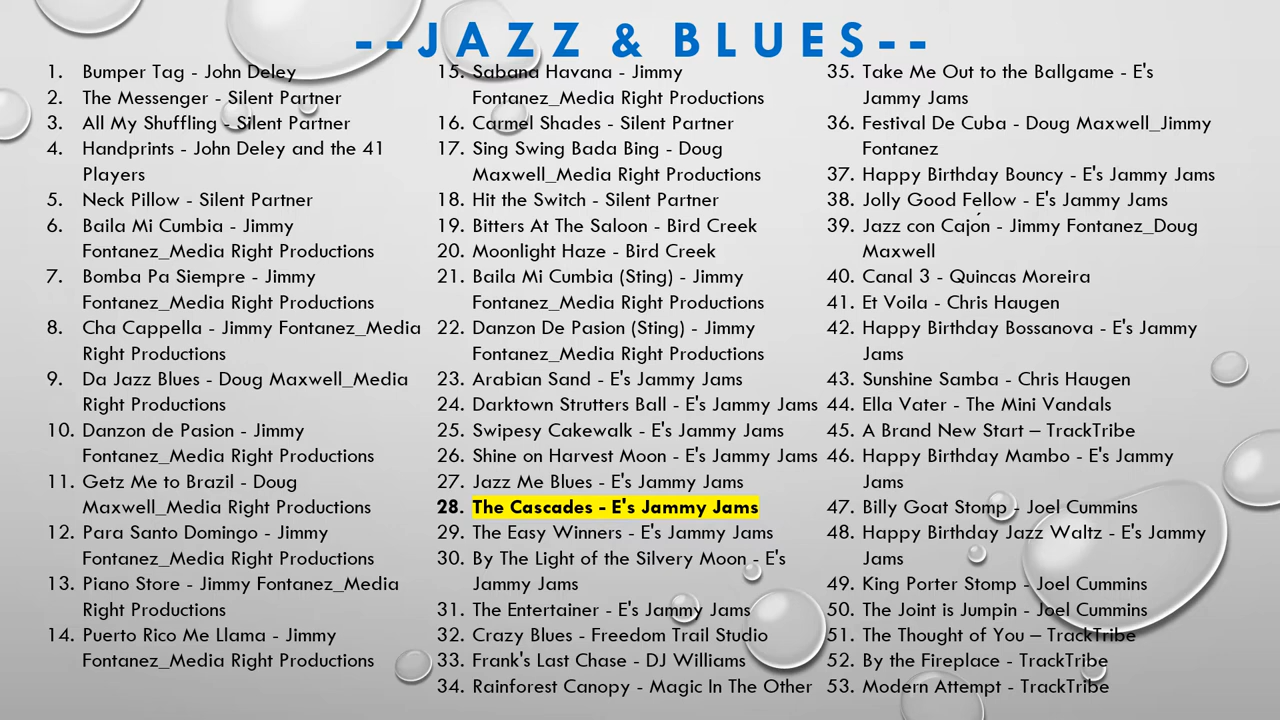 --JAZZ & BLUES--
1. Bumper Tag - John Deley
2. The Messenger - Silent Partner
3. All My Shuffling - Silent Partner
4. Handprints - John Deley and the 41
Players
5. Neck Pillow - Silent Partner
6. Baila Mi Cumbia - Jimmy
Fontanez_Media Right Productions
7. Bomba Pa Siempre - Jimmy
Fontanez_Media Right Productions
8. Cha Cappella - Jimmy Fontanez_Media
Right Productions
9. Da Jazz Blues - Doug Maxwell_Media
Right Productions
10. Danzon de Pasion - Jimmy
Fontanez_Media Right Productions
11. Getz Me to Brazil - Doug
Maxwell_Media Right Productions
12. Para Santo Domingo - Jimmy
Fontanez_Media Right Productions
13. Piano Store - Jimmy Fontanez_Media
Right Productions
14. Puerto Rico Me Llama - Jimmy
Fontanez_Media Right Productions
15. Sabana Havana - Jimmy
Fontanez_Media Right Productions
16. Carmel Shades - Silent Partner
17. Sing Swing Bada Bing - Doug
Maxwell_Media Right Productions
18. Hit the Switch - Silent Partner
19. Bitters At The Saloon - Bird Creek
20. Moonlight Haze - Bird Creek
21. Baila Mi Cumbia (Sting) - Jimmy
Fontanez_Media Right Productions
22. Danzon De Pasion (Sting) - Jimmy
Fontanez_Media Right Productions
23. Arabian Sand - E's Jammy Jams
24. Darktown Strutters Ball - E's Jammy Jams
25. Swipesy Cakewalk - E's Jammy Jams
26. Shine on Harvest Moon - E's Jammy Jams
27. Jazz Me Blues - E's Jammy Jams
28. The Cascades - E's Jammy Jams
29. The Easy Winners - E's Jammy Jams
30. By The Light of the Silvery Moon - E's
Jammy Jams
31. The Entertainer - E's Jammy Jams
32. Crazy Blues - Freedom Trail Studio
33. Frank's Last Chase - DJ Williams
34. Rainforest Canopy - Magic In The Other
35. Take Me Out to the Ballgame - E's
Jammy Jams
36. Festival De Cuba - Doug Maxwell_Jimmy
Fontanez
37. Happy Birthday Bouncy - E's Jammy Jams
38. Jolly Good Fellow - E's Jammy Jams
39. Jazz con Cajón - Jimmy Fontanez_Doug
Maxwell
40. Canal 3 - Quincas Moreira
41. Et Voila - Chris Haugen
42. Happy Birthday Bossanova - E's Jammy
Jams
43. Sunshine Samba - Chris Haugen
44. Ella Vater - The Mini Vandals
45. A Brand New Start – TrackTribe
46. Happy Birthday Mambo - E's Jammy
Jams
47. Billy Goat Stomp - Joel Cummins
48. Happy Birthday Jazz Waltz - E's Jammy
Jams
49. King Porter Stomp - Joel Cummins
50. The Joint is Jumpin - Joel Cummins
51. The Thought of You – TrackTribe
52. By the Fireplace - TrackTribe
53. Modern Attempt - TrackTribe